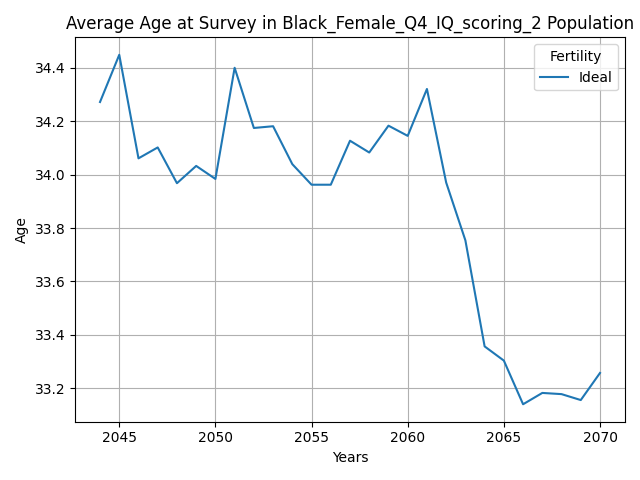 Average Age at Survey in Black_Female_Q4_IQ_scoring_2 Population
Fertility
Ideal
34.4
34.2
34.0
33.8
33.6
33.4
33.2
Age
2045 2050 2055 2060 2065 2070
Years